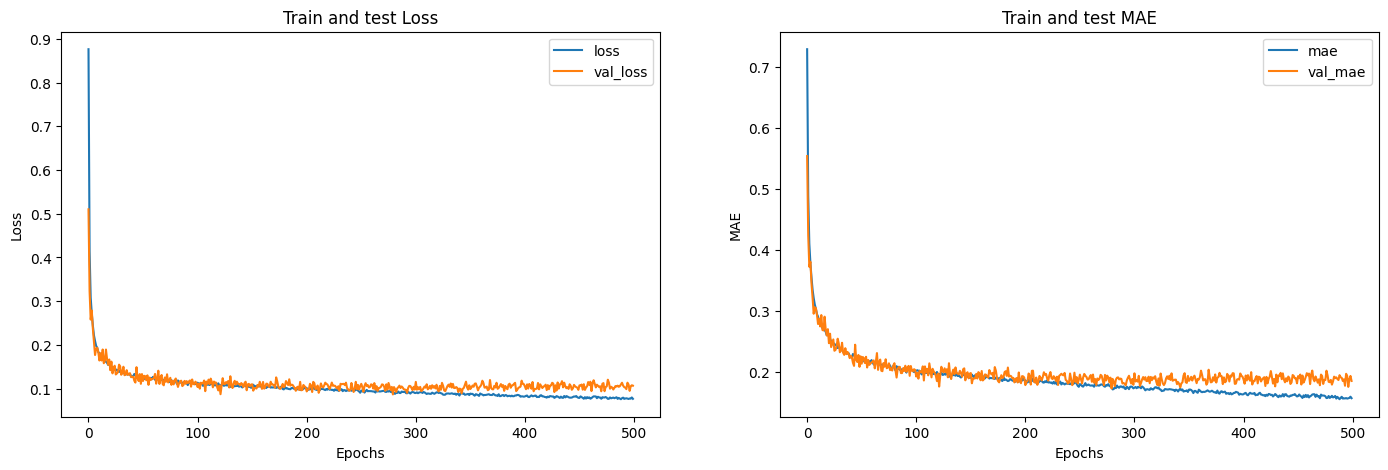 Train and test Loss
0.9
0.8
0.7
0.6
0.5
0.4
0.3
0.2
0.1
Loss
0 100 200 300 400 500
Epochs
loss
val_loss
Train and test MAE
0.7
0.6
0.5
0.4
0.3
0.2
MAE
0 100 200 300 400 500
Epochs
mae
val_mae